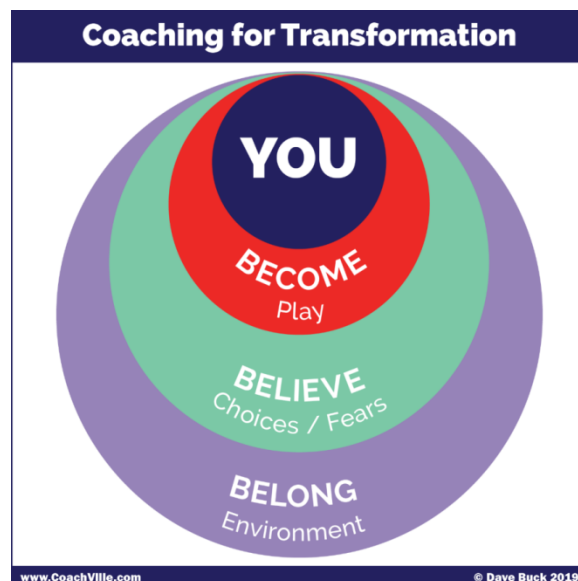 Coaching for Transformation
YOU
BECOME
Play
BELIEVE
Choices / Fears
BELONG
Environment
www.CoachVille.com
© Dave Buck 2019